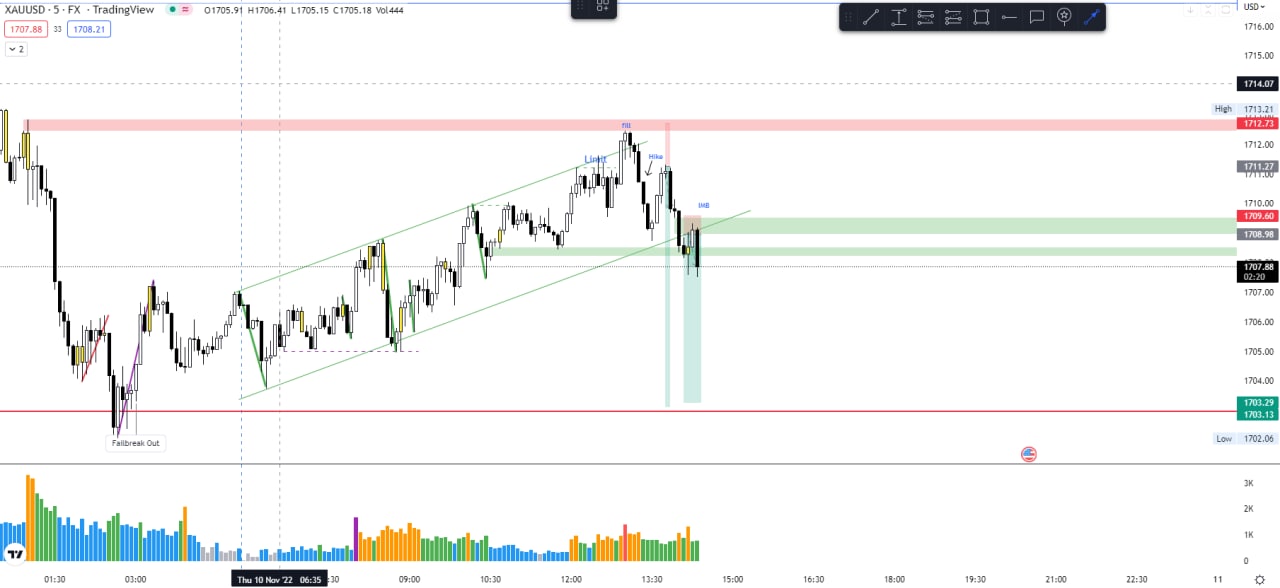 XAUUSD · 5 · FX · TradingView
O1705.91 H1706.41 L1705.15 C1705.18 Vol444
USD
1707.88 33 1708.21
2
1716.00
1715.00
1714.07
High 1713.21
1712.73
1712.00
1711.27
1711.00
1710.00
1709.60
1708.98
1707.88
02:20
1707.00
1706.00
1705.00
1704.00
1703.29
1703.13
Low 1702.06
fill
Limit
Hike
IMB
Failbreak Out
3K
2K
1K
0
01:30 03:00 Thu 10 Nov '22 06:35 :30 09:00 10:30 12:00 13:30 15:00 16:30 18:00 19:30 21:00 22:30 11